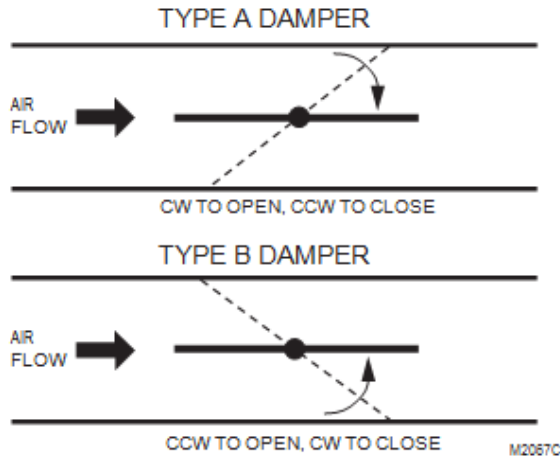 TYPE A DAMPER
AIR
FLOW
CW TO OPEN, CCW TO CLOSE
TYPE B DAMPER
AIR
FLOW
CCW TO OPEN, CW TO CLOSE
M2067C